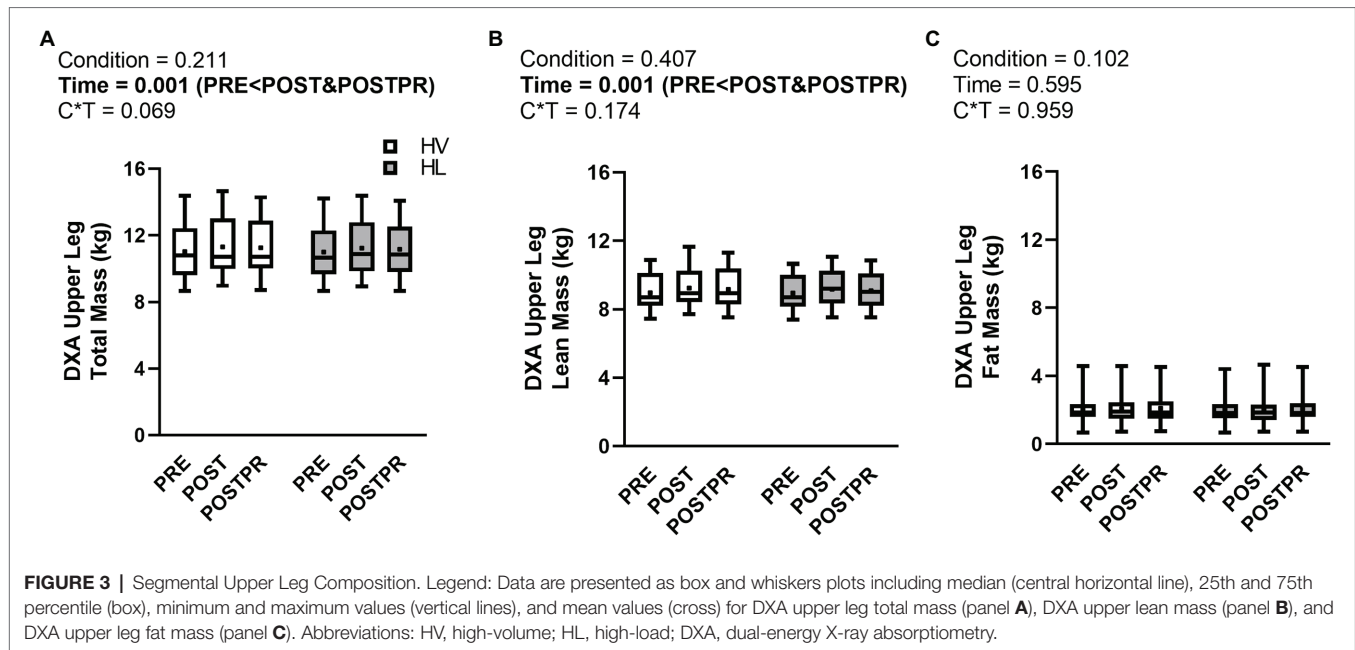 A
Condition = 0.211
Time = 0.001 (PRE<POST&POSTPR)
C*T = 0.069
HV
HL
DXA Upper Leg
Total Mass (kg)
16
12
8
4
0
PRE
POST
POSTPR
PRE
POST
POSTPR
B
Condition = 0.407
Time = 0.001 (PRE<POST&POSTPR)
C*T = 0.174
DXA Upper Leg
Lean Mass (kg)
16
12
8
4
0
PRE
POST
POSTPR
PRE
POST
POSTPR
C
Condition = 0.102
Time = 0.595
C*T = 0.959
DXA Upper Leg
Fat Mass (kg)
16
12
8
4
0
PRE
POST
POSTPR
PRE
POST
POSTPR
FIGURE 3 | Segmental Upper Leg Composition. Legend: Data are presented as box and whiskers plots including median (central horizontal line), 25th and 75th
percentile (box), minimum and maximum values (vertical lines), and mean values (cross) for DXA upper leg total mass (panel A), DXA upper lean mass (panel B), and
DXA upper leg fat mass (panel C). Abbreviations: HV, high-volume; HL, high-load; DXA, dual-energy X-ray absorptiometry.